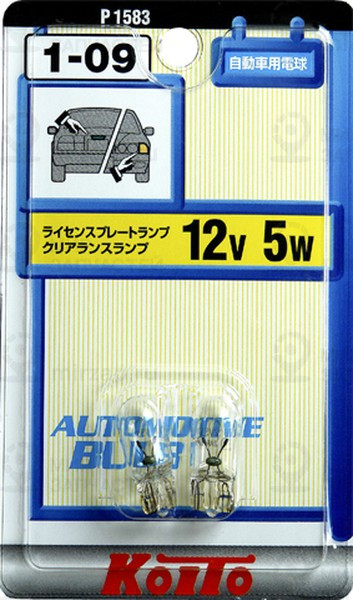 P1583
1-09
自動車用電球
ライセンスプレートランプ
クリアランスランプ
12V 5W
AUTOMOTIVE
BULB
KOITO